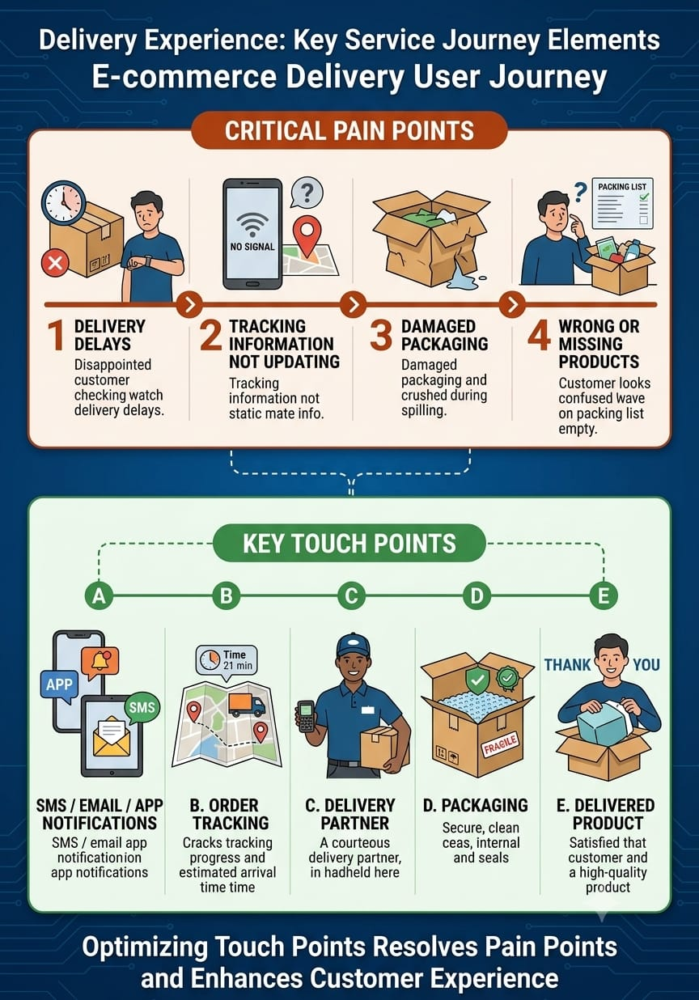 Delivery Experience: Key Service Journey Elements
E-commerce Delivery User Journey
CRITICAL PAIN POINTS
NO SIGNAL
?
?
PACKING LIST
1 DELIVERY
DELAYS
Disappointed
customer
checking watch
delivery delays.
2 TRACKING
INFORMATION
NOT UPDATING
Tracking
information not
static mate info.
3 DAMAGED
PACKAGING
Damaged
packaging and
crushed during
spilling.
4 WRONG OR
MISSING
PRODUCTS
Customer looks
confused wave
on packing list
empty.
KEY TOUCH POINTS
A
B
C
D
E
APP
SMS
Time
21 min
FRAGILE
THANK YOU
SMS / EMAIL / APP
NOTIFICATIONS
SMS / email app
notificationion
app notifications
B. ORDER
TRACKING
Cracks tracking
progress and
estimated arrival
time time
C. DELIVERY
PARTNER
A courteous
delivery partner,
in hadheld here
D. PACKAGING
Secure, clean
ceas, internal
and seals
E. DELIVERED
PRODUCT
Satisfied that
customer and
a high-quality
product
Optimizing Touch Points Resolves Pain Points
and Enhances Customer Experience